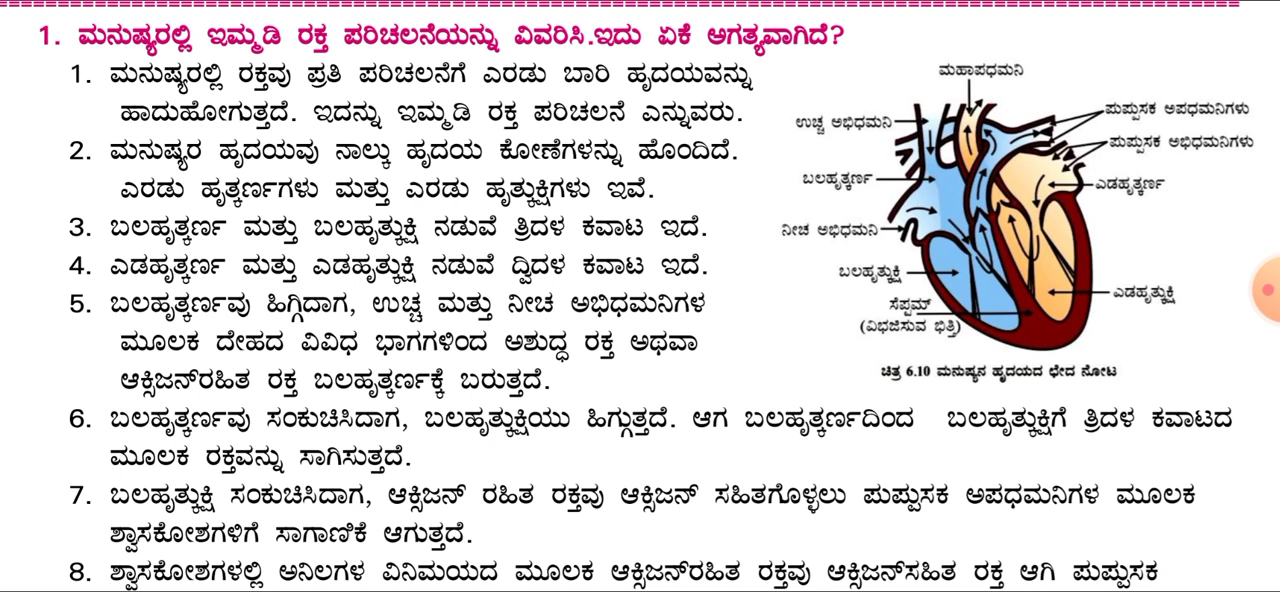 1. ಮನುಷ್ಯರಲ್ಲಿ ಇಮ್ಮಡಿ ರಕ್ತ ಪರಿಚಲನೆಯನ್ನು ವಿವರಿಸಿ.ಇದು ಏಕೆ ಅಗತ್ಯವಾಗಿದೆ?
1. ಮನುಷ್ಯರಲ್ಲಿ ರಕ್ತವು ಪ್ರತಿ ಪರಿಚಲನೆಗೆ ಎರಡು ಬಾರಿ ಹೃದಯವನ್ನು
ಹಾದುಹೋಗುತ್ತದೆ. ಇದನ್ನು ಇಮ್ಮಡಿ ರಕ್ತ ಪರಿಚಲನೆ ಎನ್ನುವರು.
2. ಮನುಷ್ಯರ ಹೃದಯವು ನಾಲ್ಕು ಹೃದಯ ಕೋಣೆಗಳನ್ನು ಹೊಂದಿದೆ.
ಎರಡು ಹೃತ್ಕರ್ಣಗಳು ಮತ್ತು ಎರಡು ಹೃತ್ಕುಕ್ಷಿಗಳು ಇವೆ.
3. ಬಲಹೃತ್ಕರ್ಣ ಮತ್ತು ಬಲಹೃತ್ಕುಕ್ಷಿ ನಡುವೆ ತ್ರಿದಳ ಕವಾಟ ಇದೆ.
4. ಎಡಹೃತ್ಕರ್ಣ ಮತ್ತು ಎಡಹೃತ್ಕುಕ್ಷಿ ನಡುವೆ ದ್ವಿದಳ ಕವಾಟ ಇದೆ.
5. ಬಲಹೃತ್ಕರ್ಣವು ಹಿಗ್ಗಿದಾಗ, ಉಚ್ಚ ಮತ್ತು ನೀಚ ಅಭಿಧಮನಿಗಳ
ಮೂಲಕ ದೇಹದ ವಿವಿಧ ಭಾಗಗಳಿಂದ ಅಶುದ್ಧ ರಕ್ತ ಅಥವಾ
ಆಕ್ಸಿಜನ್‌ರಹಿತ ರಕ್ತ ಬಲಹೃತ್ಕರ್ಣಕ್ಕೆ ಬರುತ್ತದೆ.
ಮಹಾಪಧಮನಿ
ಉಚ್ಚ ಅಭಿಧಮನಿ
ಪುಪ್ಪುಸಕ ಅಪಧಮನಿಗಳು
ಪುಪ್ಪುಸಕ ಅಭಿಧಮನಿಗಳು
ಬಲಹೃತ್ಕರ್ಣ
ಎಡಹೃತ್ಕರ್ಣ
ನೀಚ ಅಭಿಧಮನಿ
ಬಲಹೃತ್ಕುಕ್ಷಿ
ಎಡಹೃತ್ಕುಕ್ಷಿ
ಸೆಪ್ಟಮ್
(ವಿಭಜಿಸುವ ಭಿತ್ತಿ)
ಚಿತ್ರ 6.10 ಮನುಷ್ಯನ ಹೃದಯದ ಛೇದ ನೋಟ
6. ಬಲಹೃತ್ಕರ್ಣವು ಸಂಕುಚಿಸಿದಾಗ, ಬಲಹೃತ್ಕುಕ್ಷಿಯು ಹಿಗ್ಗುತ್ತದೆ. ಆಗ ಬಲಹೃತ್ಕರ್ಣದಿಂದ ಬಲಹೃತ್ಕುಕ್ಷಿಗೆ ತ್ರಿದಳ ಕವಾಟದ
ಮೂಲಕ ರಕ್ತವನ್ನು ಸಾಗಿಸುತ್ತದೆ.
7. ಬಲಹೃತ್ಕುಕ್ಷಿ ಸಂಕುಚಿಸಿದಾಗ, ಆಕ್ಸಿಜನ್ ರಹಿತ ರಕ್ತವು ಆಕ್ಸಿಜನ್ ಸಹಿತಗೊಳ್ಳಲು ಪುಪ್ಪುಸಕ ಅಪಧಮನಿಗಳ ಮೂಲಕ
ಶ್ವಾಸಕೋಶಗಳಿಗೆ ಸಾಗಾಣಿಕೆ ಆಗುತ್ತದೆ.
8. ಶ್ವಾಸಕೋಶಗಳಲ್ಲಿ ಅನಿಲಗಳ ವಿನಿಮಯದ ಮೂಲಕ ಆಕ್ಸಿಜನ್‌ರಹಿತ ರಕ್ತವು ಆಕ್ಸಿಜನ್‌ಸಹಿತ ರಕ್ತ ಆಗಿ ಪುಪ್ಪುಸಕ